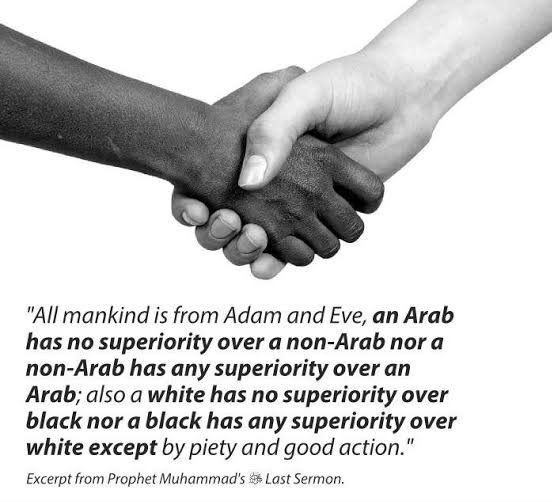 "All mankind is from Adam and Eve, an Arab
has no superiority over a non-Arab nor a
non-Arab has any superiority over an
Arab; also a white has no superiority over
black nor a black has any superiority over
white except by piety and good action."
Excerpt from Prophet Muhammad's ﷺ Last Sermon.